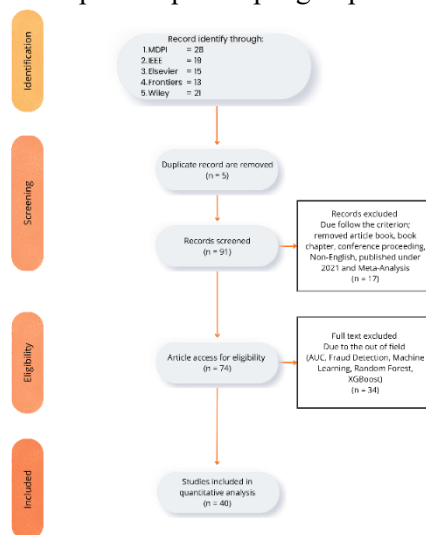 Identification
Record identify through:
1.MDPI = 28
2.IEEE = 19
3.Elsevier = 15
4.Frontiers = 13
5.Wiley = 21
Screening
Duplicate record are removed
(n = 5)
Records screened
(n = 91)
Records excluded
Due follow the criterion;
removed article book, book
chapter, conference proceeding,
Non-English, published under
2021 and Meta-Analysis
(n = 17)
Eligibility
Article access for eligibility
(n = 74)
Full text excluded
Due to the out of field
(AUC, Fraud Detection, Machine
Learning, Random Forest,
XGBoost)
(n = 34)
Included
Studies included in
quantitative analysis
(n = 40)